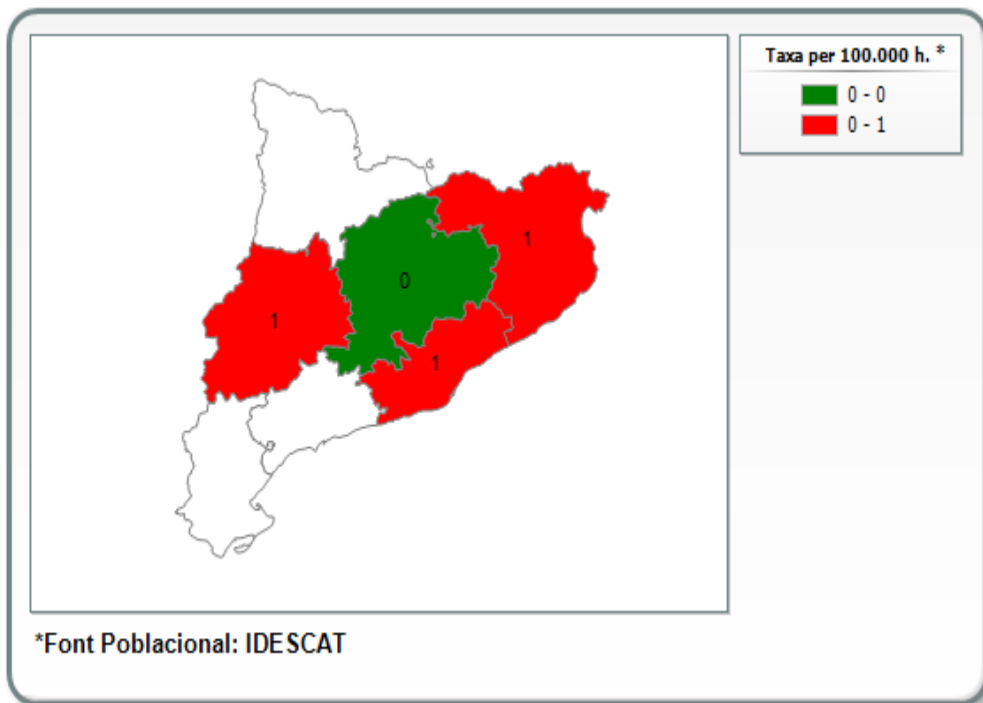 Taxa per 100.000 h. *
0 - 0
0 - 1
1
0
1
1
*Font Poblacional: IDESCAT